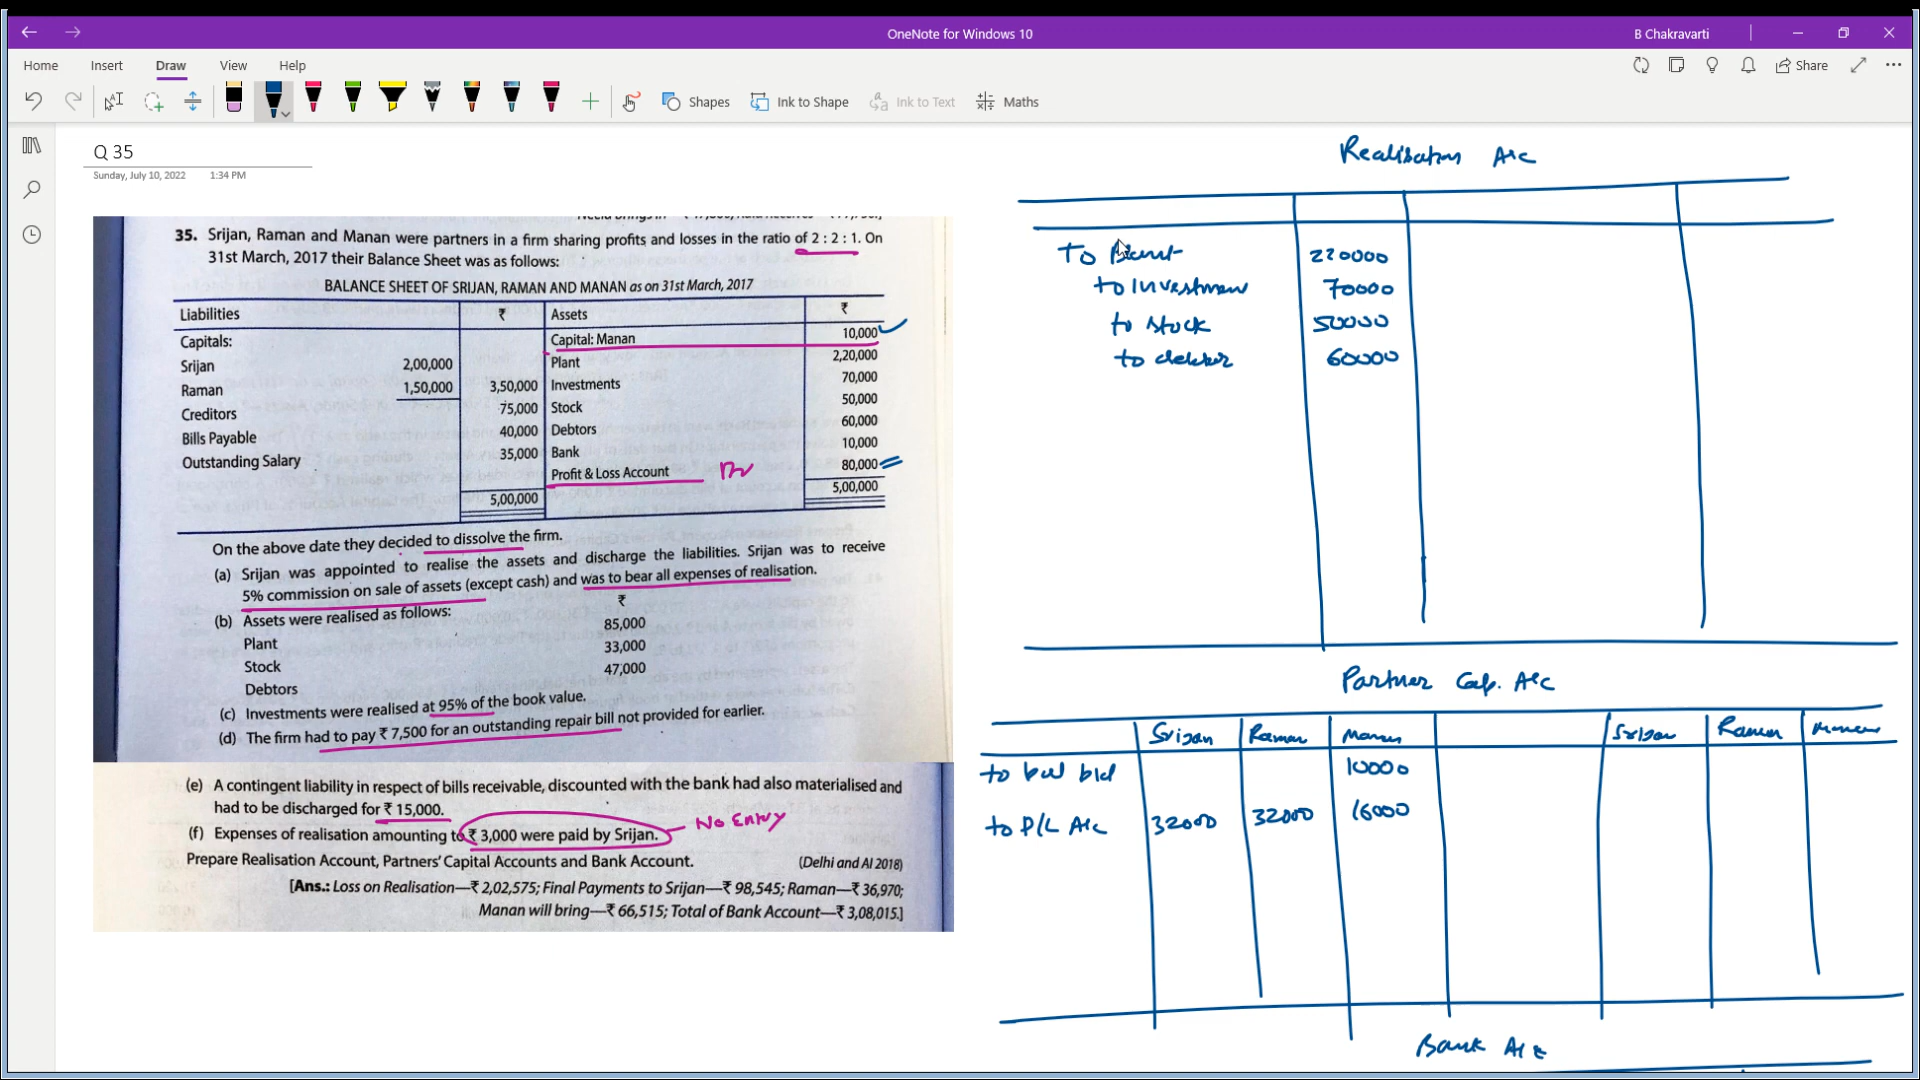 OneNote for Windows 10
B Chakravarti
Home Insert Draw View Help
Share
Shapes Ink to Shape Ink to Text Maths
Q 35
Sunday, July 10, 2022 1:34 PM
35. Srijan, Raman and Manan were partners in a firm sharing profits and losses in the ratio of 2 : 2 : 1. On
31st March, 2017 their Balance Sheet was as follows:
BALANCE SHEET OF SRIJAN, RAMAN AND MANAN as on 31st March, 2017
Liabilities ₹ Assets ₹
Capitals: Capital: Manan 10,000
Srijan 2,00,000 Plant 2,20,000
Raman 1,50,000 3,50,000 Investments 70,000
Creditors 75,000 Stock 50,000
Bills Payable 40,000 Debtors 60,000
Outstanding Salary 35,000 Bank 10,000
Profit & Loss Account 80,000
5,00,000 5,00,000
On the above date they decided to dissolve the firm.
(a) Srijan was appointed to realise the assets and discharge the liabilities. Srijan was to receive
5% commission on sale of assets (except cash) and was to bear all expenses of realisation.
(b) Assets were realised as follows: ₹
Plant 85,000
Stock 33,000
Debtors 47,000
(c) Investments were realised at 95% of the book value.
(d) The firm had to pay ₹ 7,500 for an outstanding repair bill not provided for earlier.
(e) A contingent liability in respect of bills receivable, discounted with the bank had also materialised and
had to be discharged for ₹ 15,000.
(f) Expenses of realisation amounting to ₹ 3,000 were paid by Srijan. No Entry
Prepare Realisation Account, Partners' Capital Accounts and Bank Account. (Delhi and AI 2018)
[Ans.: Loss on Realisation—₹ 2,02,575; Final Payments to Srijan—₹ 98,545; Raman—₹ 36,970;
Manan will bring—₹ 66,515; Total of Bank Account—₹ 3,08,015.]
Realisation A/c
To 220000
to Investment 70000
to Stock 50000
to debtor 60000
Partner Cap. A/c
Srijan Raman Manan Srijan Raman Manan
to bal b/d 10000
to P/L A/c 32000 32000 16000
Bank A/c